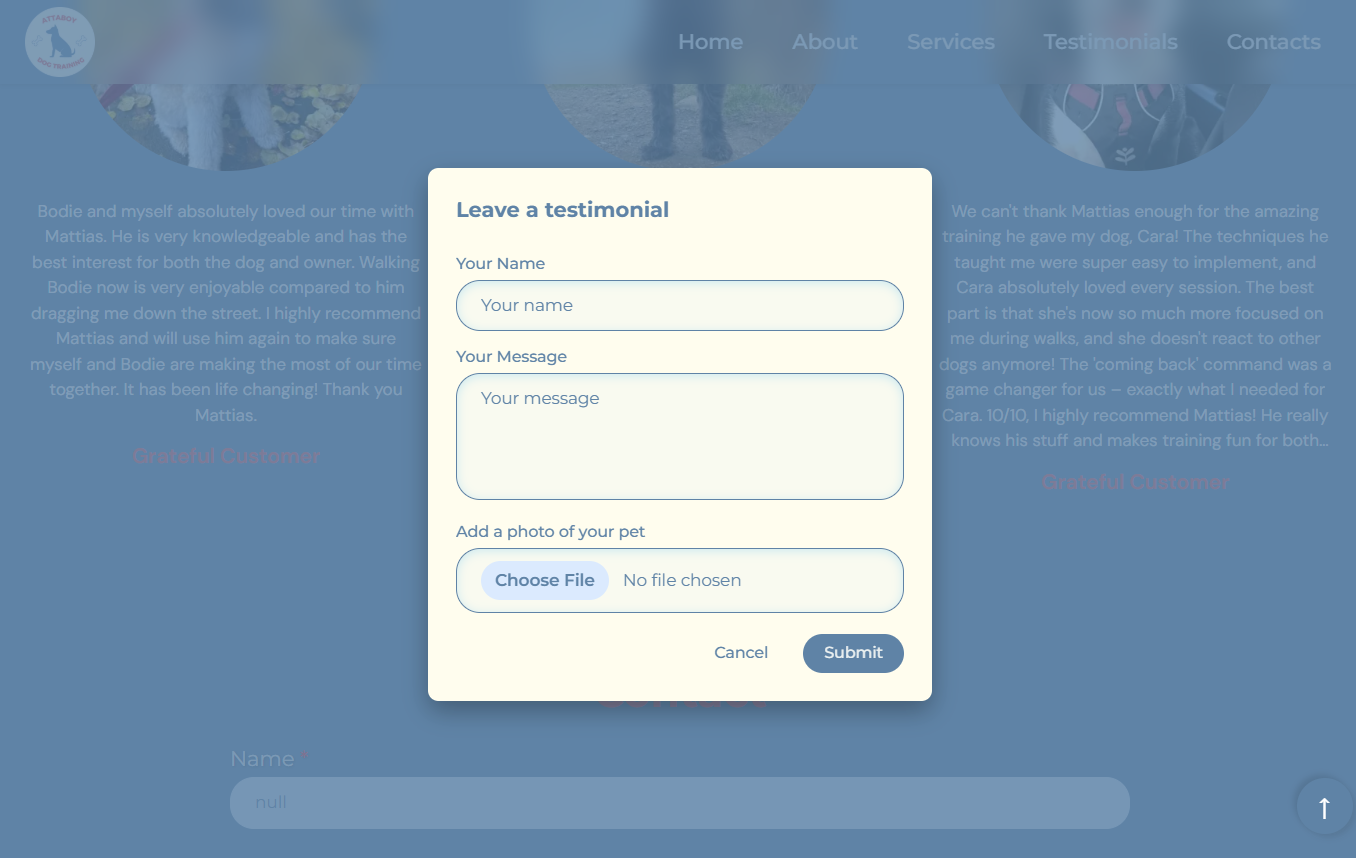 ATTABOY
DOG TRAINING
Home
About
Services
Testimonials
Contacts
Bodie and myself absolutely loved our time with
Mattias. He is very knowledgeable and has the
best interest for both the dog and owner. Walking
Bodie now is very enjoyable compared to him
dragging me down the street. I highly recommend
Mattias and will use him again to make sure
myself and Bodie are making the most of our time
together. It has been life changing! Thank you
Mattias.
Grateful Customer
Leave a testimonial
Your Name
Your name
Your Message
Your message
Add a photo of your pet
Choose File No file chosen
Cancel
Submit
We can't thank Mattias enough for the amazing
training he gave my dog, Cara! The techniques he
taught me were super easy to implement, and
Cara absolutely loved every session. The best
part is that she's now so much more focused on
me during walks, and she doesn't react to other
dogs anymore! The 'coming back' command was a
game changer for us – exactly what I needed for
Cara. 10/10, I highly recommend Mattias! He really
knows his stuff and makes training fun for both...
Grateful Customer
Name *
null
↑